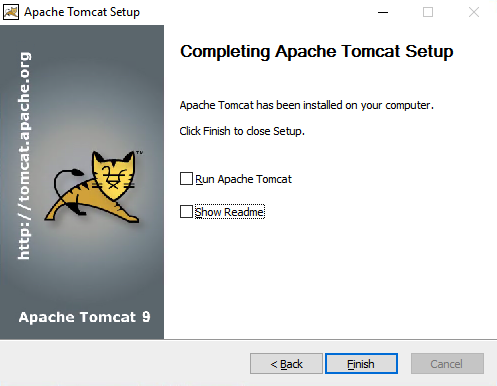 Apache Tomcat Setup
http://tomcat.apache.org
TM
Apache Tomcat 9
Completing Apache Tomcat Setup
Apache Tomcat has been installed on your computer.
Click Finish to close Setup.
Run Apache Tomcat
Show Readme
< Back
Finish
Cancel